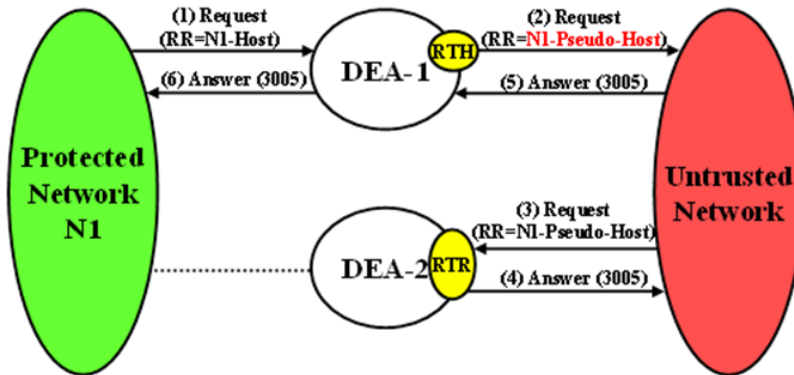 (1) Request
(RR=N1-Host)
(2) Request
(RR=N1-Pseudo-Host)
RTH
DEA-1
(6) Answer (3005)
(5) Answer (3005)
Protected
Network
N1
Untrusted
Network
(3) Request
(RR=N1-Pseudo-Host)
DEA-2
RTR
(4) Answer (3005)